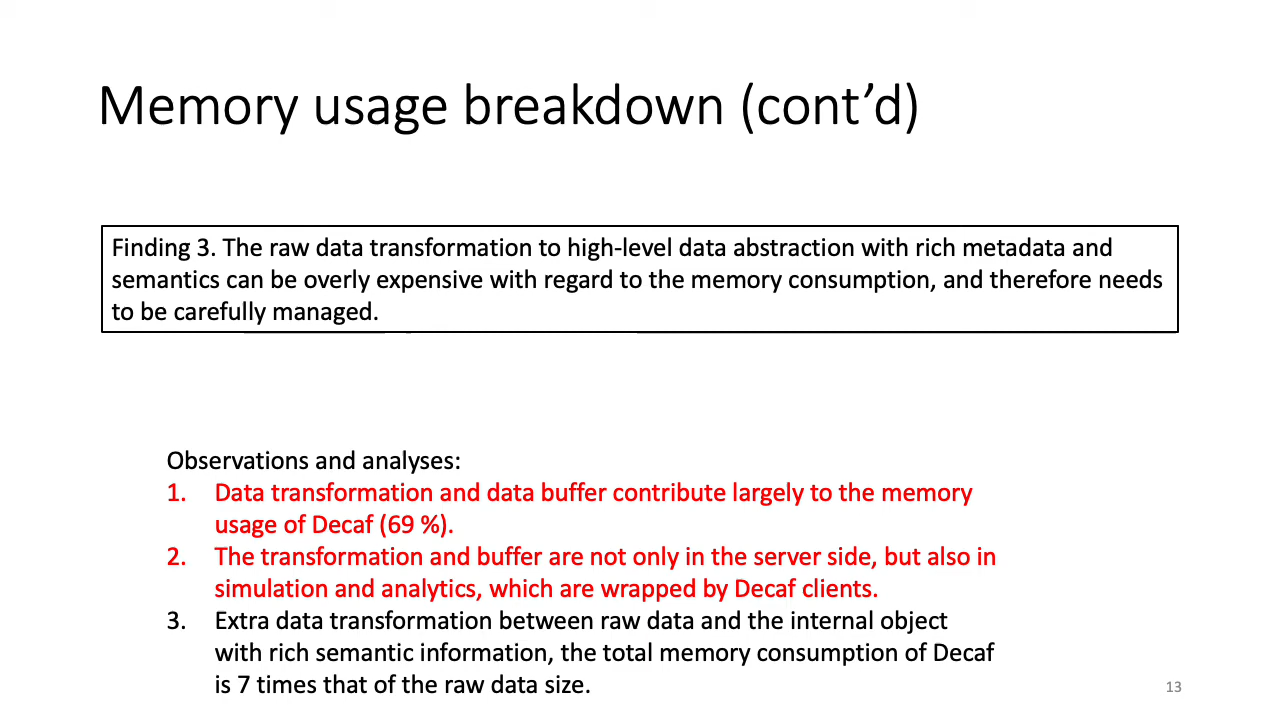 Memory usage breakdown (cont’d)
Finding 3. The raw data transformation to high-level data abstraction with rich metadata and
semantics can be overly expensive with regard to the memory consumption, and therefore needs
to be carefully managed.
Observations and analyses:
1. Data transformation and data buffer contribute largely to the memory
usage of Decaf (69 %).
2. The transformation and buffer are not only in the server side, but also in
simulation and analytics, which are wrapped by Decaf clients.
3. Extra data transformation between raw data and the internal object
with rich semantic information, the total memory consumption of Decaf
is 7 times that of the raw data size.
13